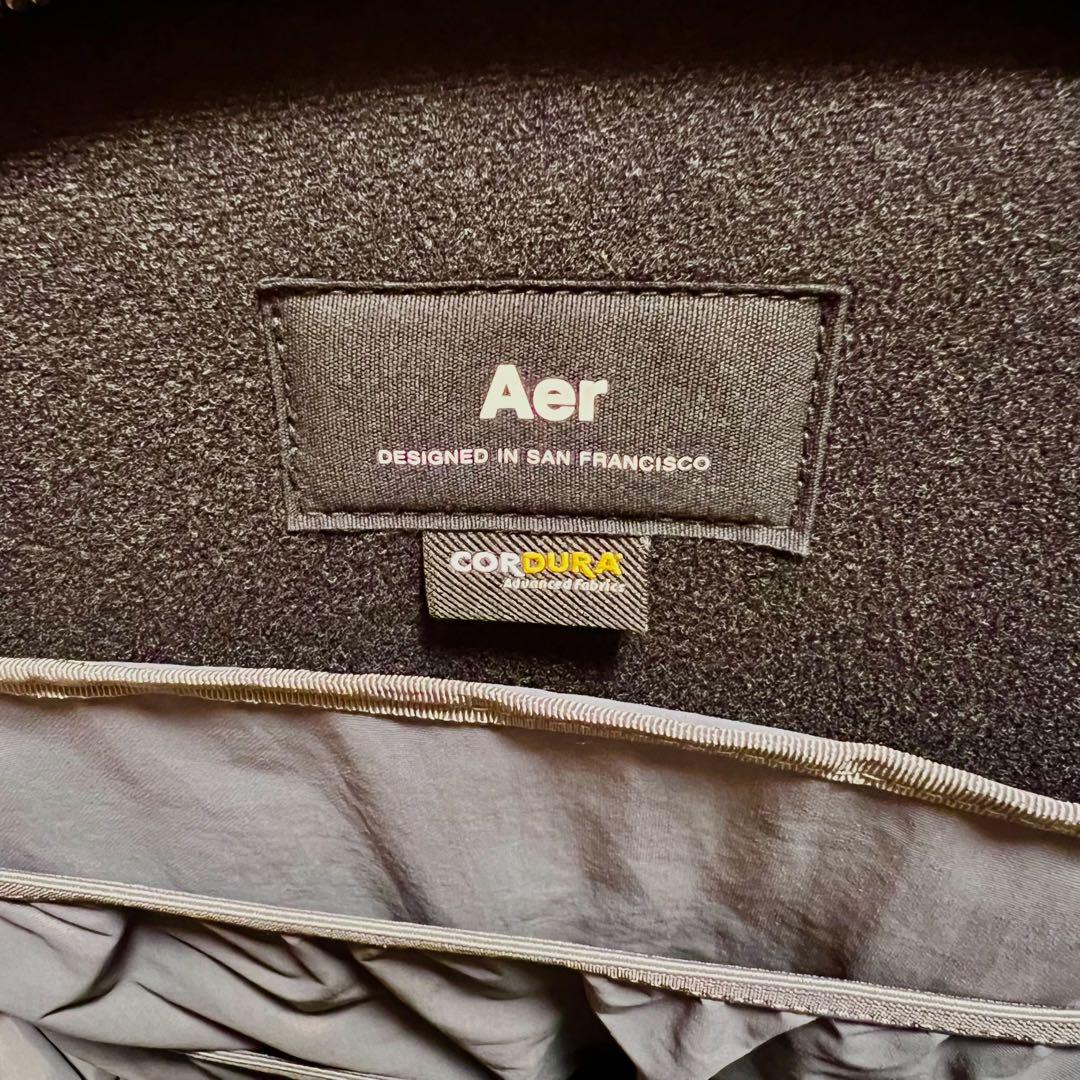 Aer
DESIGNED IN SAN FRANCISCO
CORDURA®
Advanced Fabrics